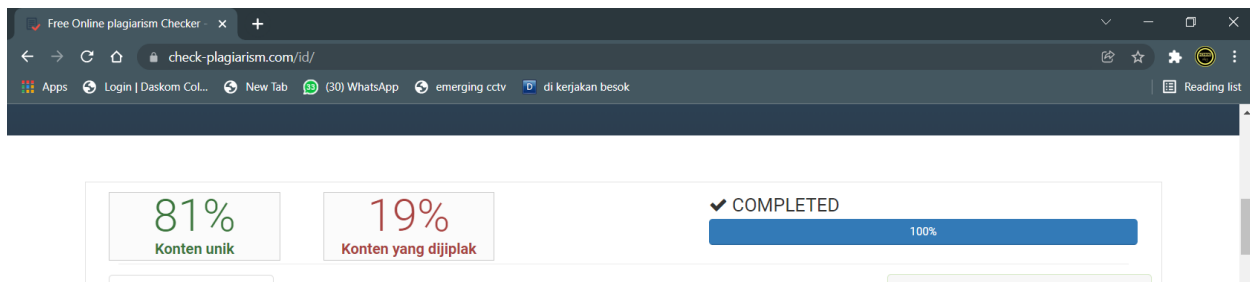 Free Online plagiarism Checker -
check-plagiarism.com/id/
Apps Login | Daskom Col... New Tab (30) WhatsApp emerging cctv di kerjakan besok Reading list
81% 19% ✔ COMPLETED
Konten unik Konten yang dijiplak 100%